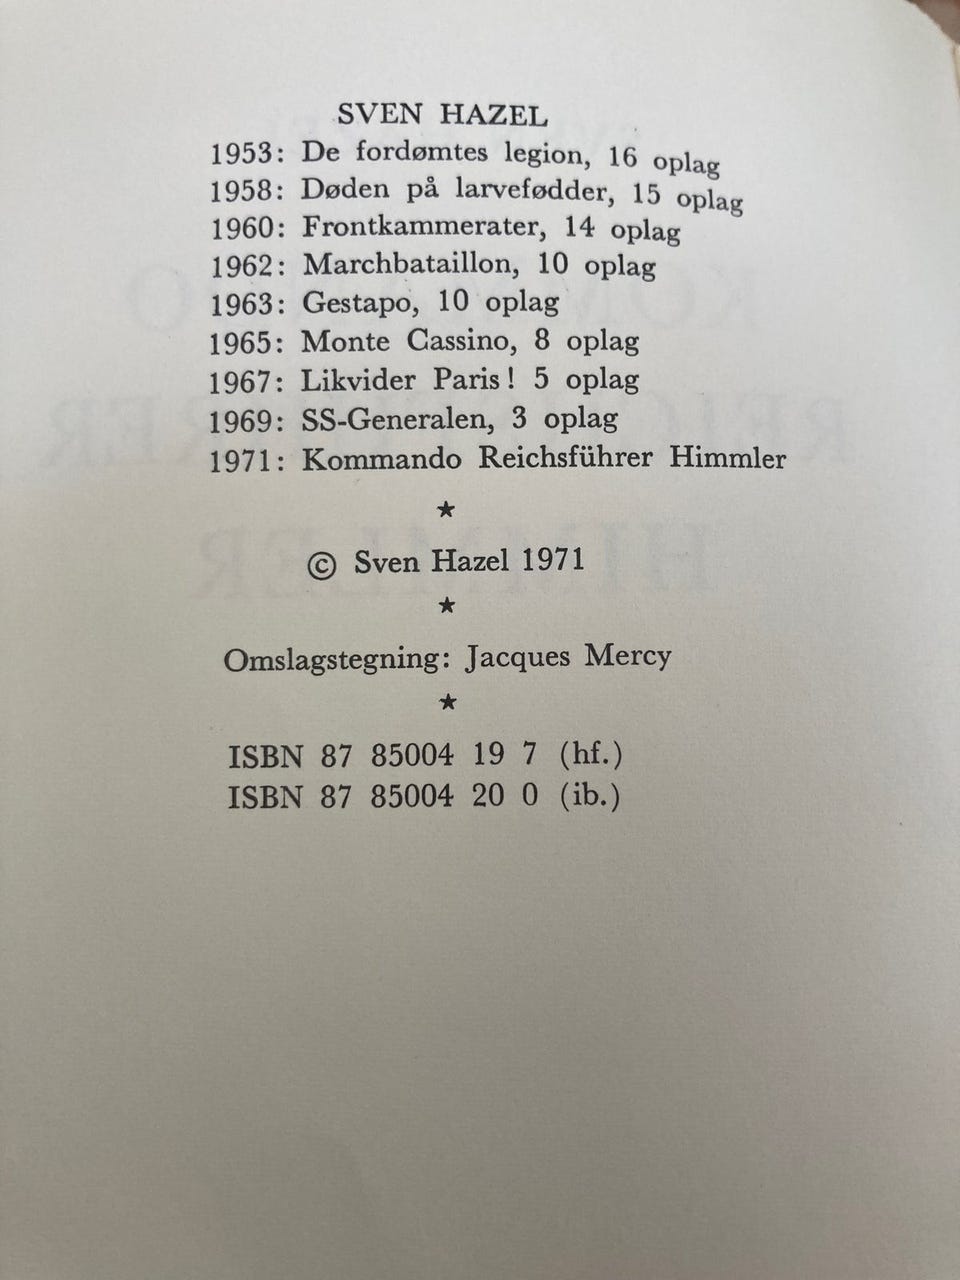 SVEN HAZEL
1953: De fordømtes legion, 16 oplag
1958: Døden på larvefødder, 15 oplag
1960: Frontkammerater, 14 oplag
1962: Marchbataillon, 10 oplag
1963: Gestapo, 10 oplag
1965: Monte Cassino, 8 oplag
1967: Likvider Paris! 5 oplag
1969: SS-Generalen, 3 oplag
1971: Kommando Reichsführer Himmler
★
© Sven Hazel 1971
★
Omslagstegning: Jacques Mercy
★
ISBN 87 85004 19 7 (hf.)
ISBN 87 85004 20 0 (ib.)